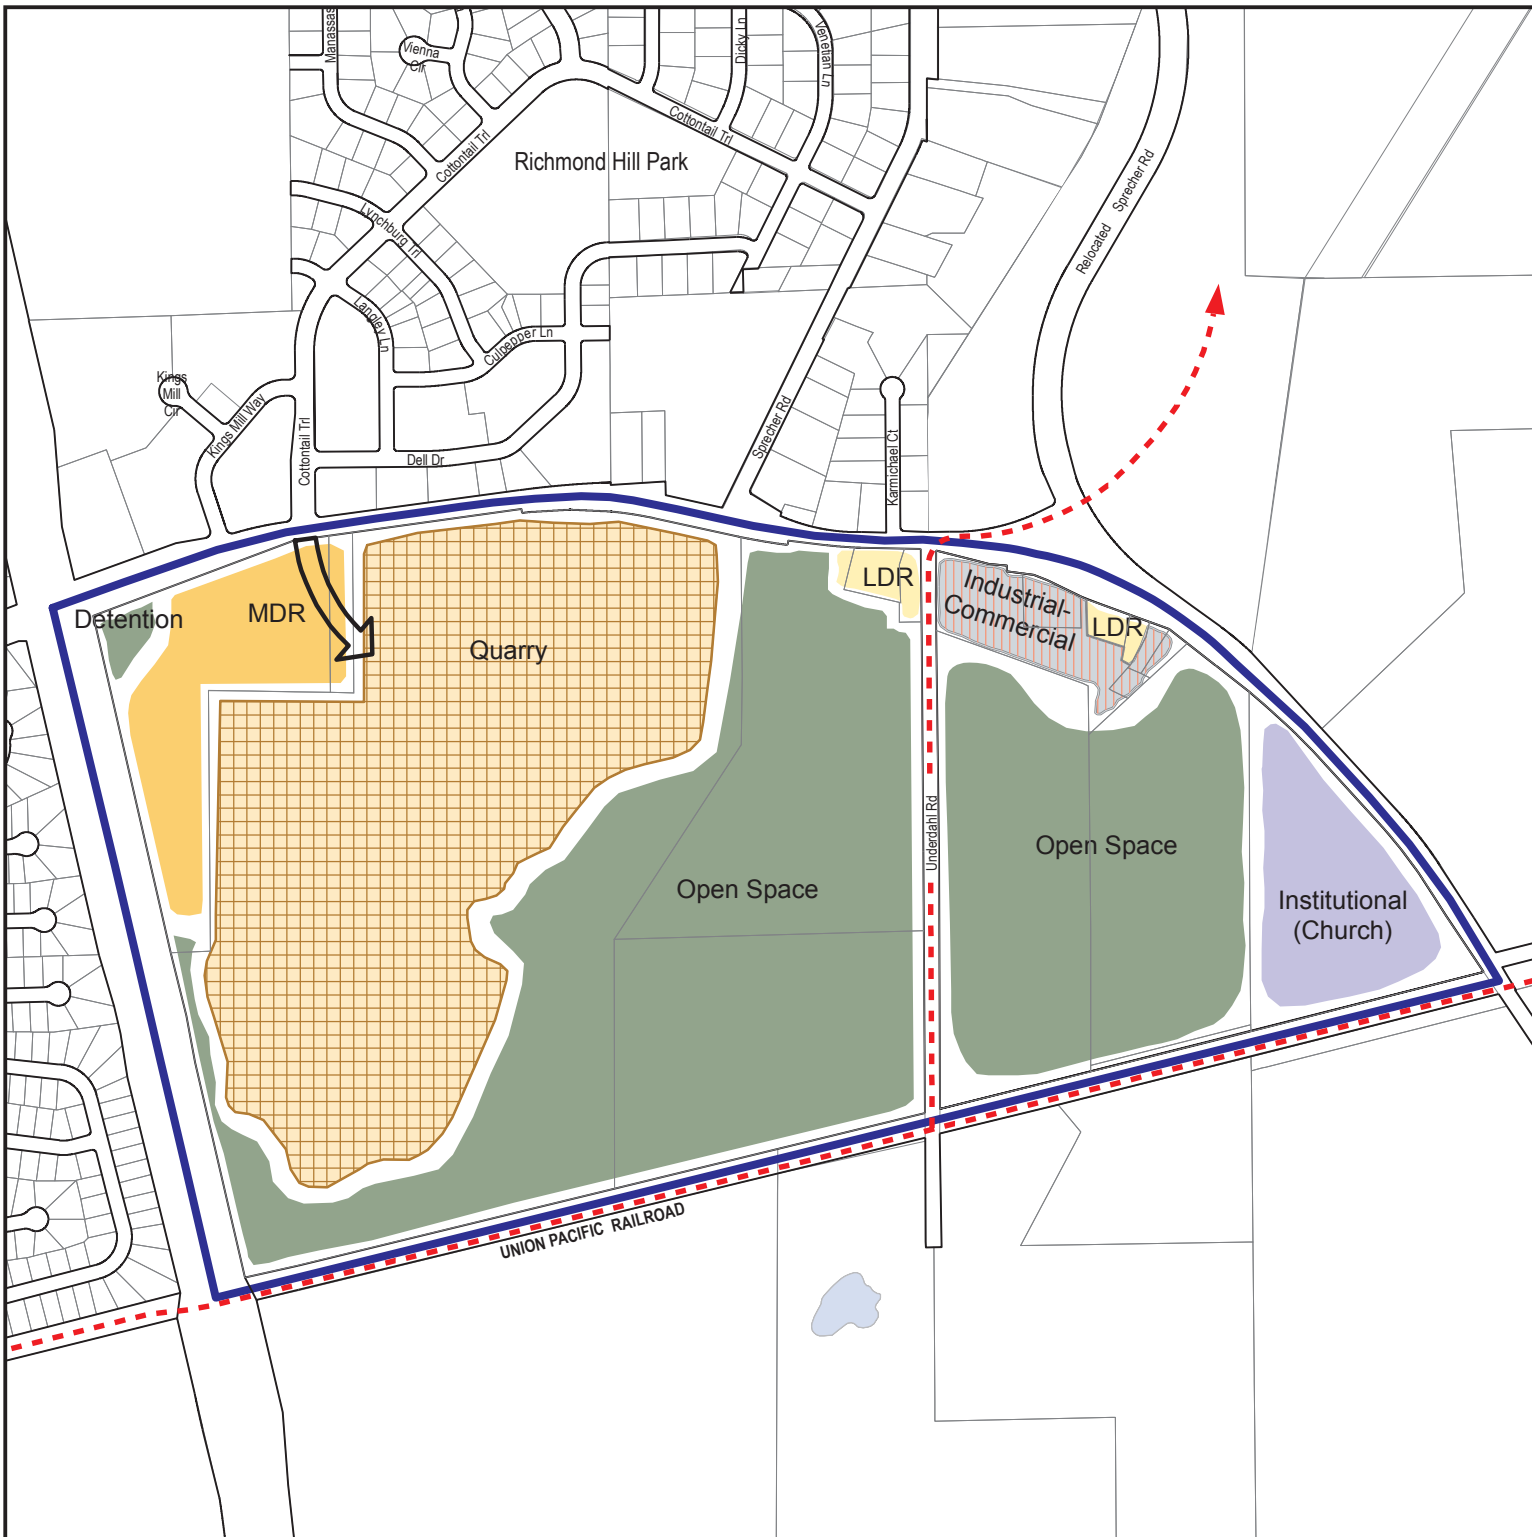 Manassas
Vienna
Cir
Dicky Ln
Venetian Ln
Cottontail Trl
Cottontail Trl
Richmond Hill Park
Relocated Sprecher Rd
Lynchburg Trl
Langley Ln
Culpepper Ln
Kings
Mill
Cir
Kings Mill Way
Cottontail Trl
Dell Dr
Sprecher Rd
Karmichael Ct
Detention
MDR
Quarry
LDR
Industrial-
Commercial
LDR
Underdahl Rd
Open Space
Open Space
Institutional
(Church)
UNION PACIFIC RAILROAD